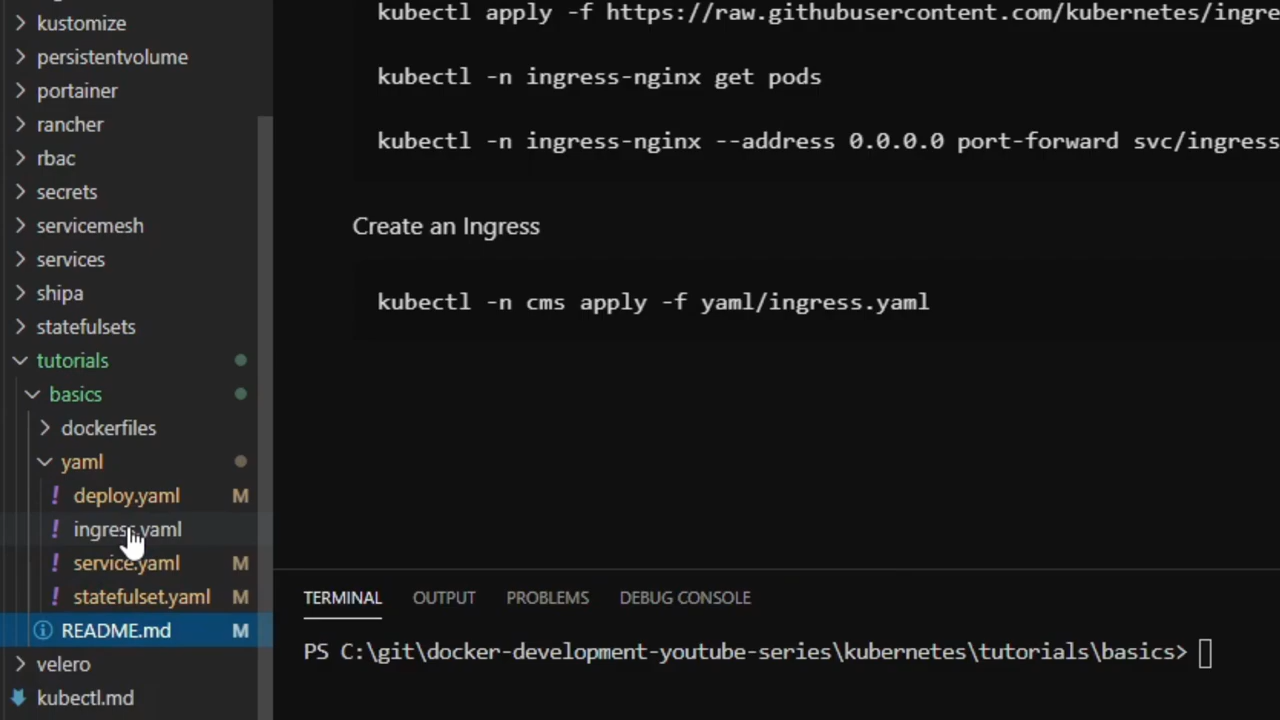 kustomize
persistentvolume
portainer
rancher
rbac
secrets
servicemesh
services
shipa
statefulsets
tutorials
basics
dockerfiles
yaml
! deploy.yaml M
! ingress.yaml
! service.yaml M
! statefulset.yaml M
README.md M
velero
kubectl.md
kubectl apply -f https://raw.githubusercontent.com/kubernetes/ingre
kubectl -n ingress-nginx get pods
kubectl -n ingress-nginx --address 0.0.0.0 port-forward svc/ingress
Create an Ingress
kubectl -n cms apply -f yaml/ingress.yaml
TERMINAL OUTPUT PROBLEMS DEBUG CONSOLE
PS C:\git\docker-development-youtube-series\kubernetes\tutorials\basics>